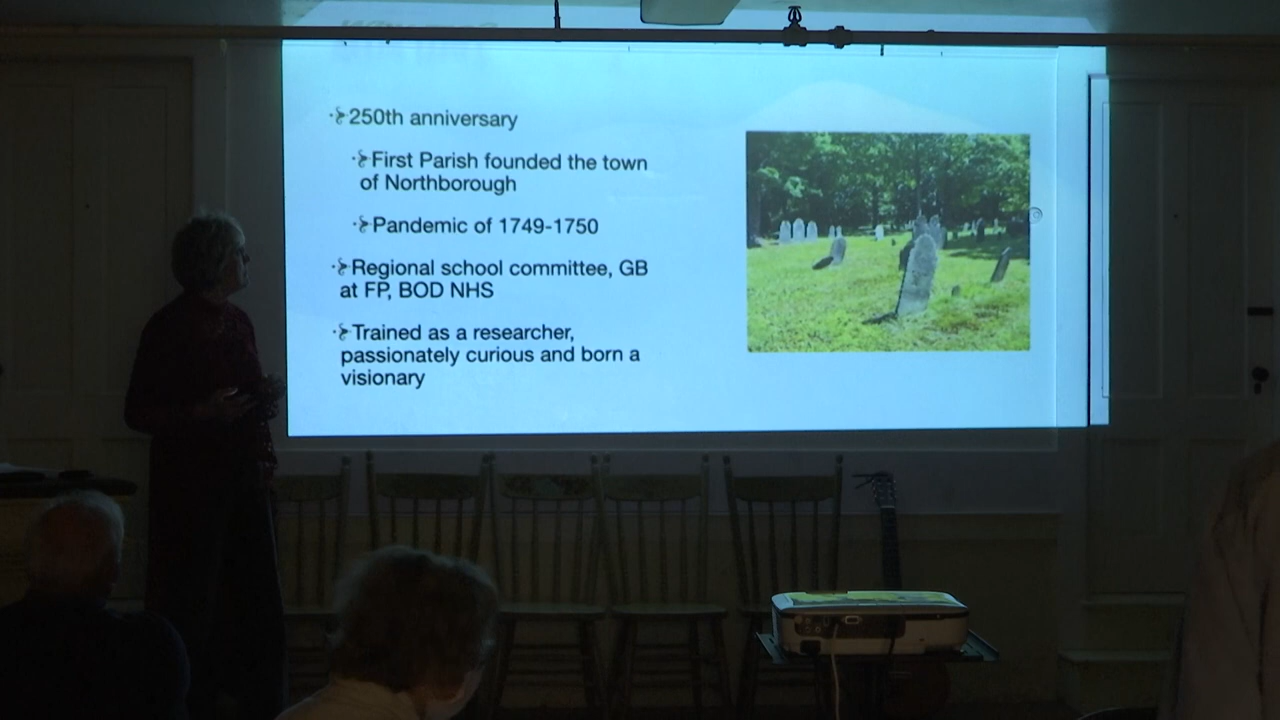 250th anniversary
First Parish founded the town
of Northborough
Pandemic of 1749-1750
Regional school committee, GB
at FP, BOD NHS
Trained as a researcher,
passionately curious and born a
visionary